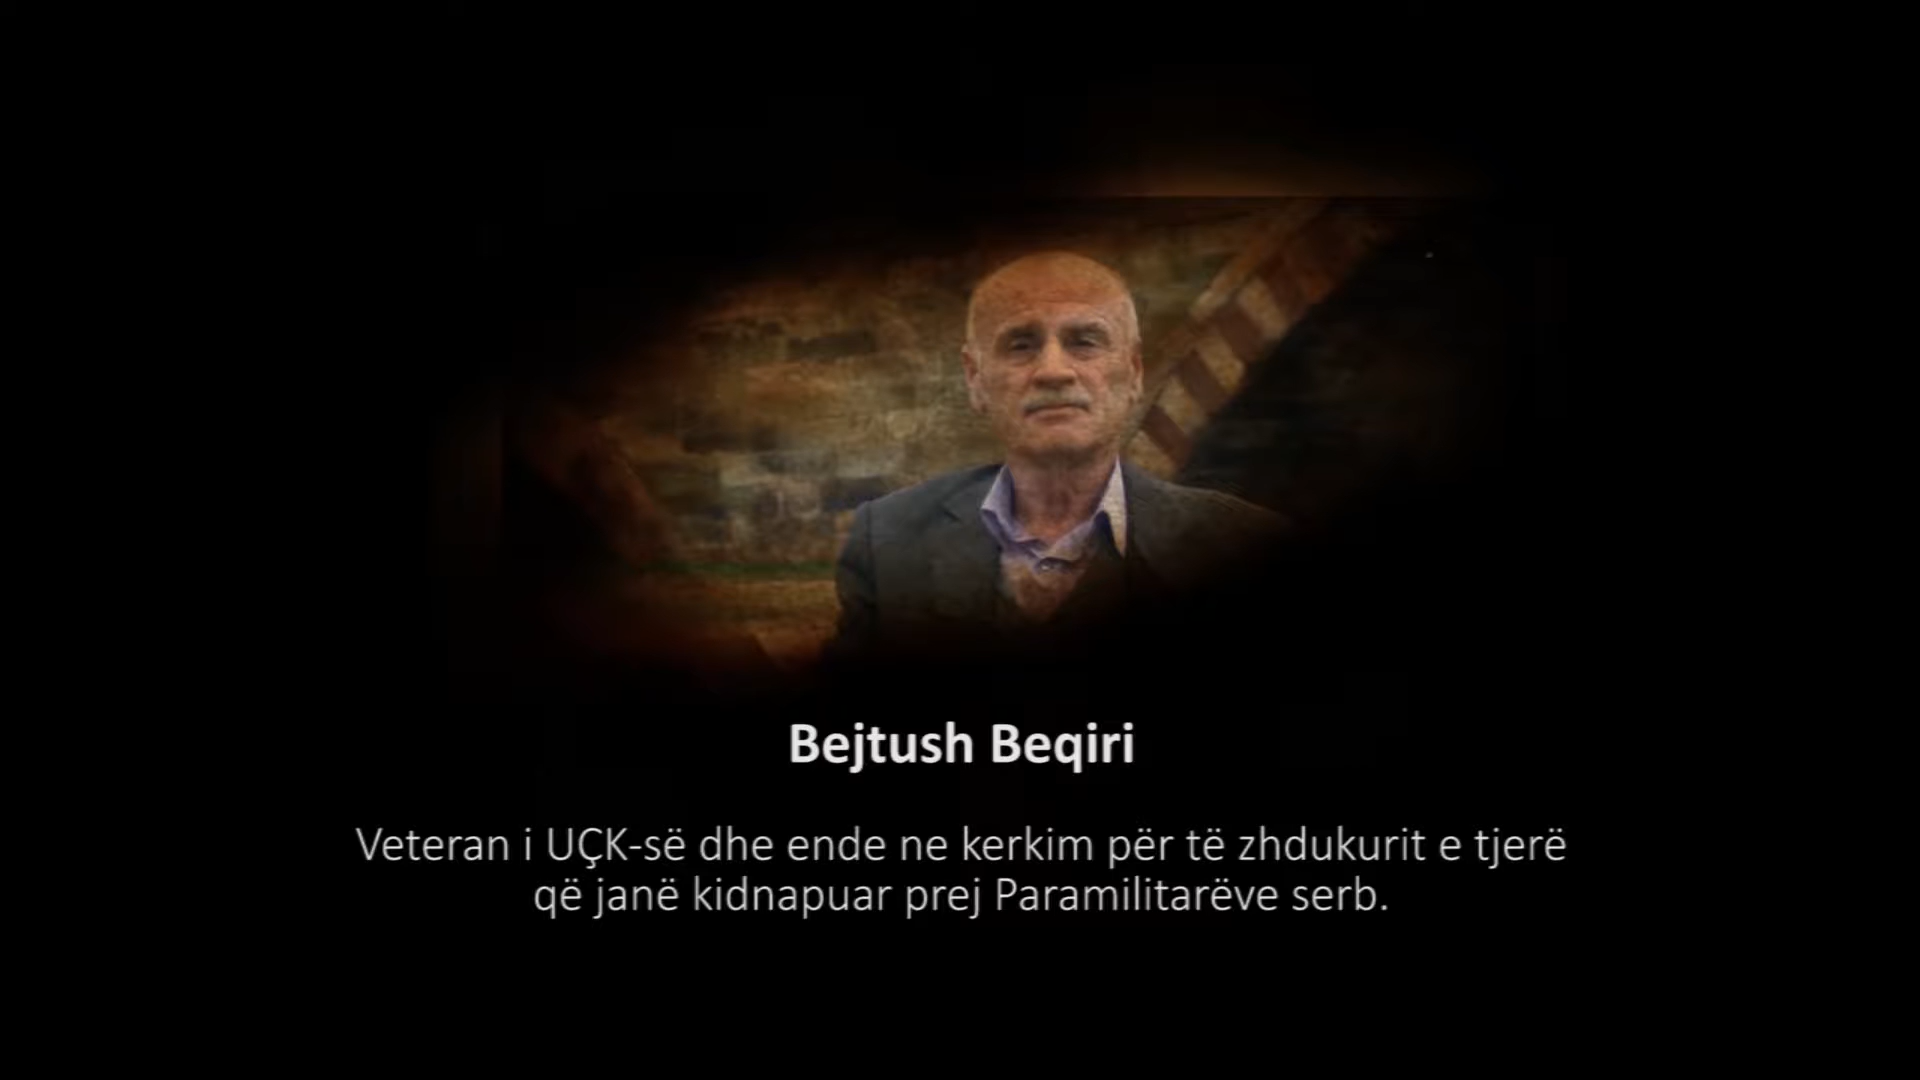 Bejtush Beqiri
Veteran i UÇK-së dhe ende ne kerkim për të zhdukurit e tjerë
që janë kidnapuar prej Paramilitarëve serb.